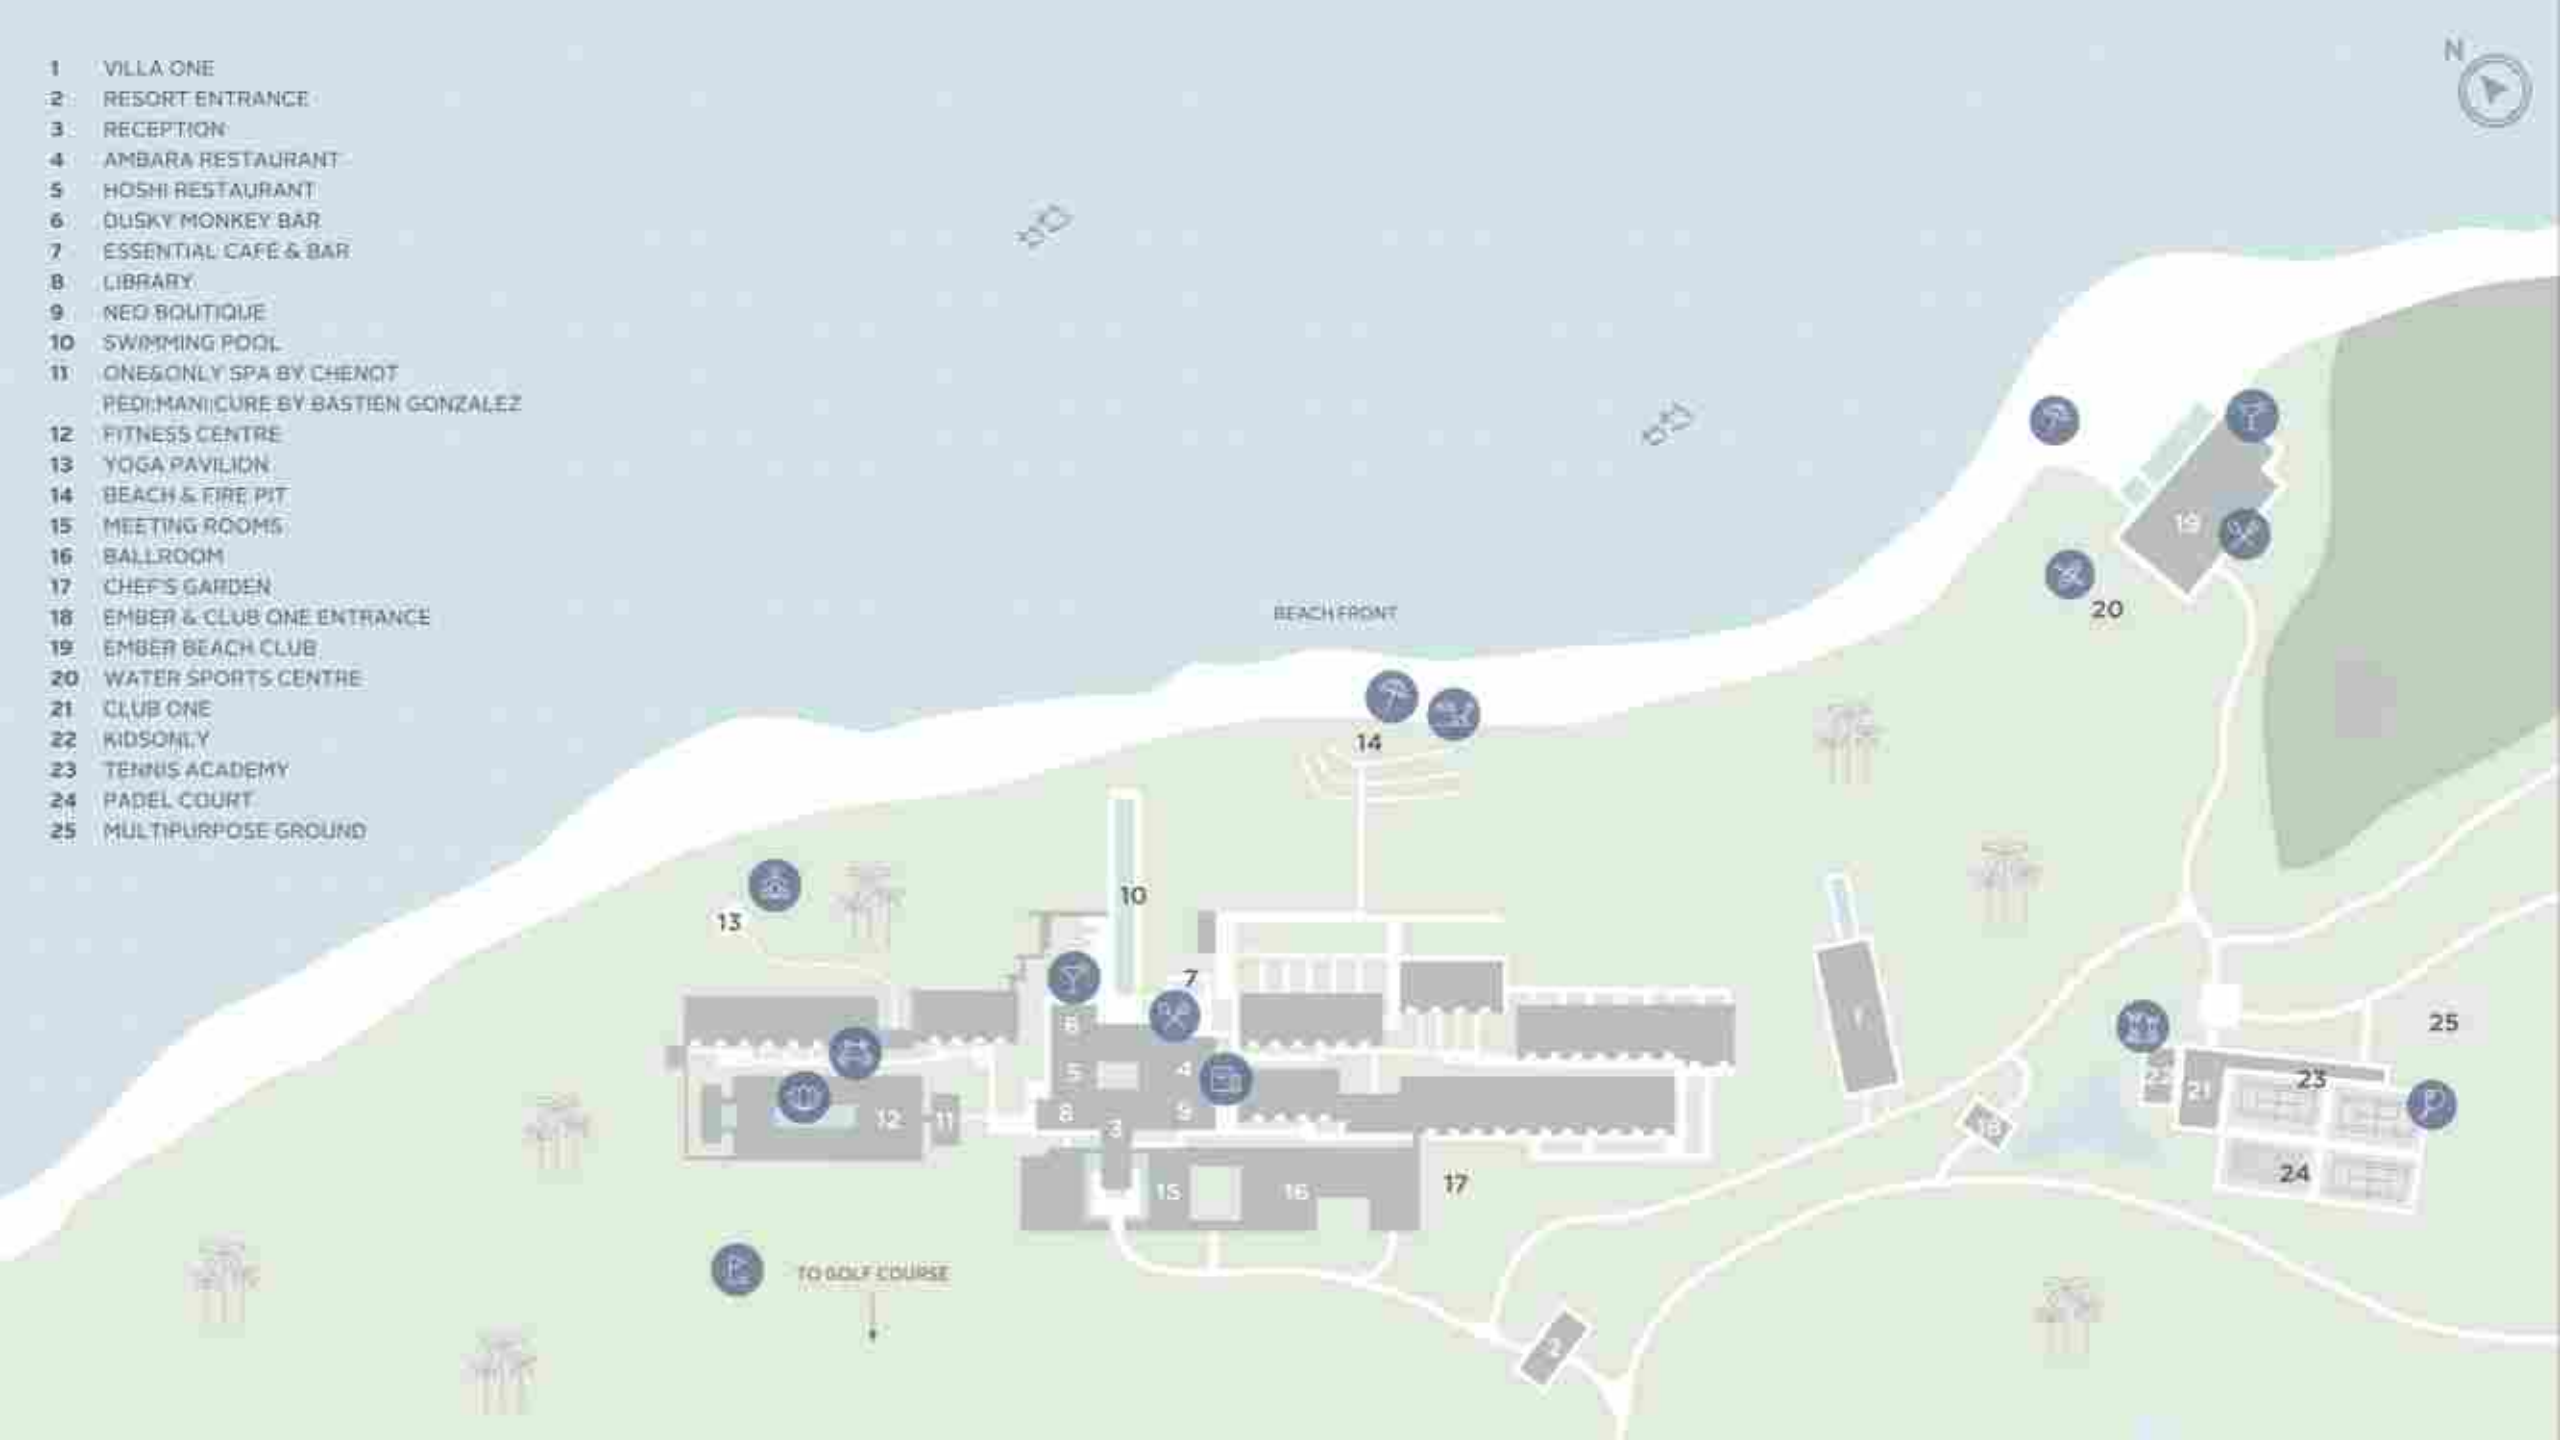 1 VILLA ONE
2 RESORT ENTRANCE
3 RECEPTION
4 AMBARA RESTAURANT
5 HOSHI RESTAURANT
6 DUSKY MONKEY BAR
7 ESSENTIAL CAFÉ & BAR
8 LIBRARY
9 NEO BOUTIQUE
10 SWIMMING POOL
11 ONE&ONLY SPA BY CHENOT
PEDI:MANI:CURE BY BASTIEN GONZALEZ
12 FITNESS CENTRE
13 YOGA PAVILION
14 BEACH & FIRE PIT
15 MEETING ROOMS
16 BALLROOM
17 CHEF'S GARDEN
18 EMBER & CLUB ONE ENTRANCE
19 EMBER BEACH CLUB
20 WATER SPORTS CENTRE
21 CLUB ONE
22 KIDSONLY
23 TENNIS ACADEMY
24 PADEL COURT
25 MULTIPURPOSE GROUND
N
19
20
BEACH FRONT
14
10
13
7
6
25
1
5
4
23
22
21
8
9
12
11
3
18
24
15
16
17
TO GOLF COURSE
2